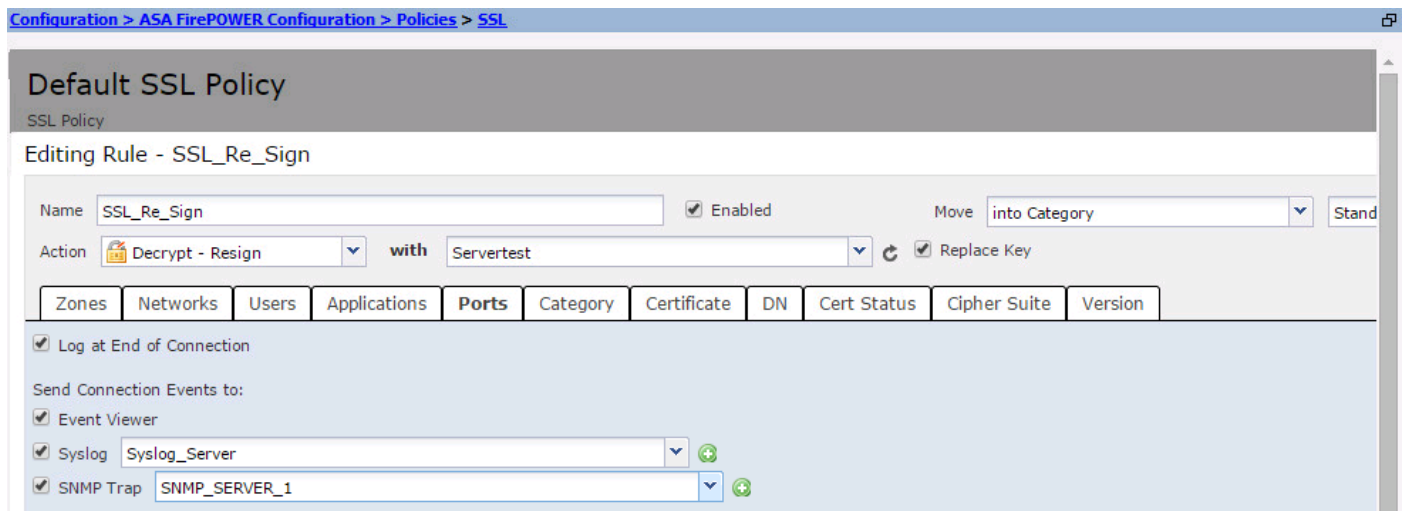 Configuration > ASA FirePOWER Configuration > Policies > SSL
Default SSL Policy
SSL Policy
Editing Rule - SSL_Re_Sign
Name SSL_Re_Sign Enabled Move into Category Stand
Action Decrypt - Resign with Servertest Replace Key
Zones Networks Users Applications Ports Category Certificate DN Cert Status Cipher Suite Version
Log at End of Connection
Send Connection Events to:
Event Viewer
Syslog Syslog_Server
SNMP Trap SNMP_SERVER_1